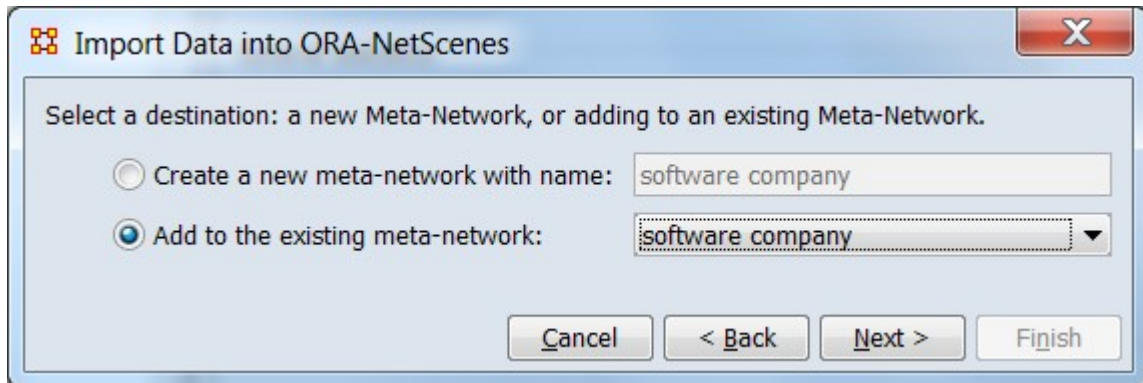 Import Data into ORA-NetScenes
Select a destination: a new Meta-Network, or adding to an existing Meta-Network.
Create a new meta-network with name: software company
Add to the existing meta-network: software company
Cancel < Back Next > Finish